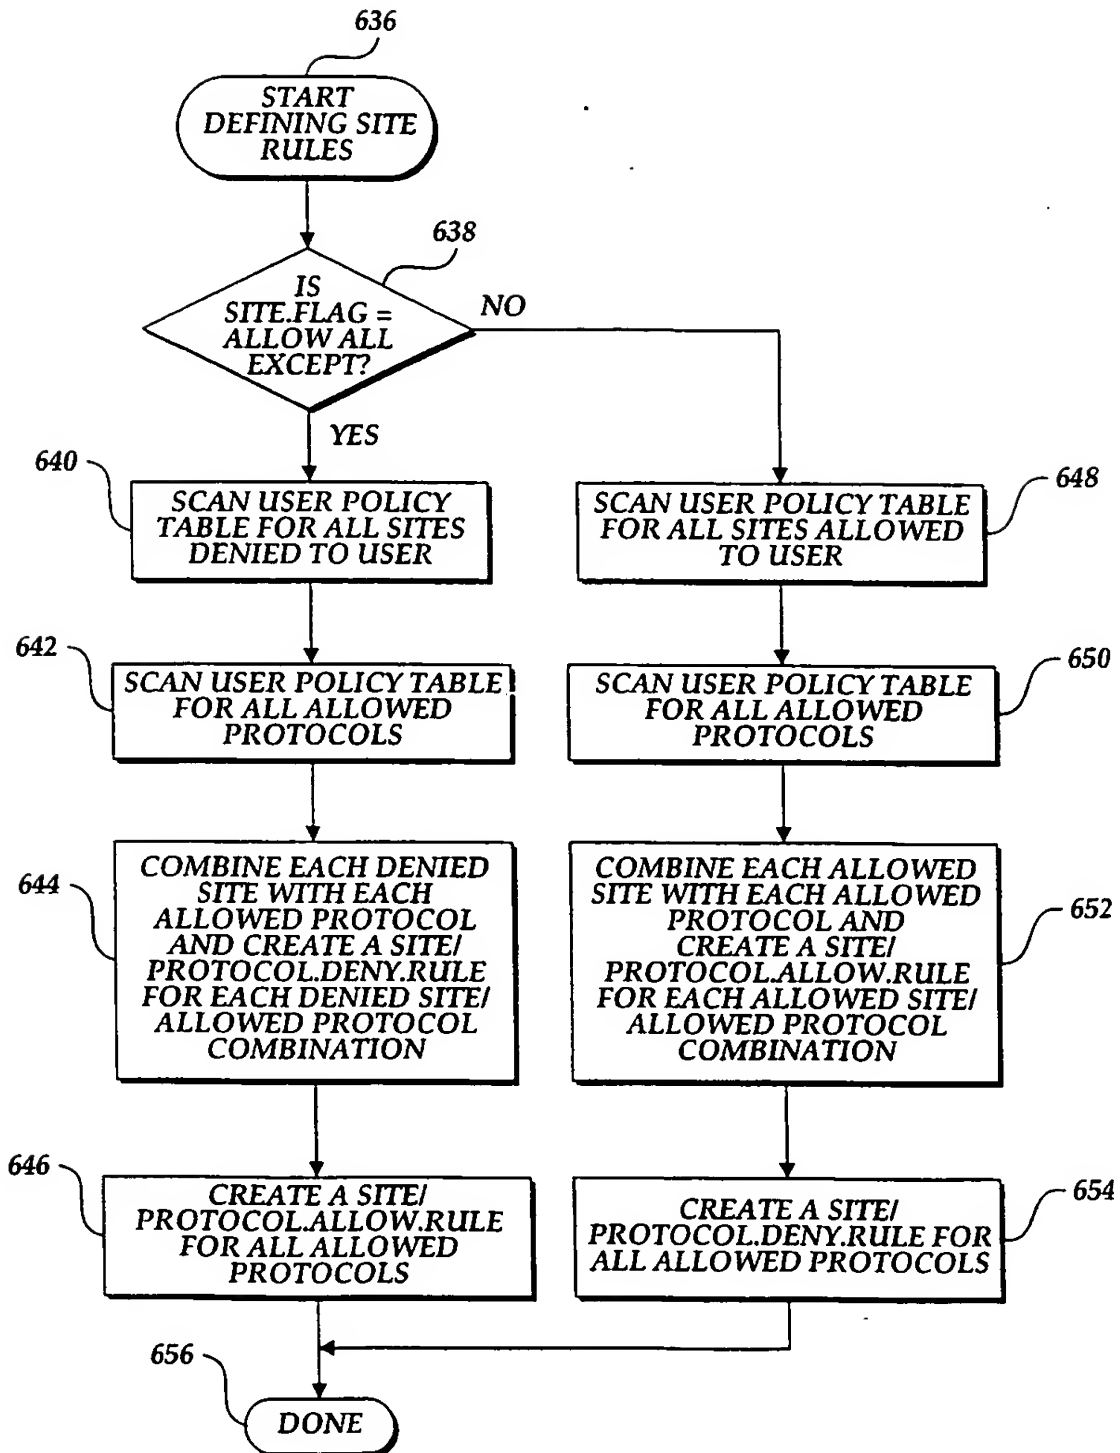 636
START
DEFINING SITE
RULES
638
IS
SITE.FLAG =
ALLOW ALL
EXCEPT?
NO
YES
640
SCAN USER POLICY
TABLE FOR ALL SITES
DENIED TO USER
648
SCAN USER POLICY TABLE
FOR ALL SITES ALLOWED
TO USER
642
SCAN USER POLICY TABLE
FOR ALL ALLOWED
PROTOCOLS
650
SCAN USER POLICY TABLE
FOR ALL ALLOWED
PROTOCOLS
644
COMBINE EACH DENIED
SITE WITH EACH
ALLOWED PROTOCOL
AND CREATE A SITE/
PROTOCOL.DENY.RULE
FOR EACH DENIED SITE/
ALLOWED PROTOCOL
COMBINATION
652
COMBINE EACH ALLOWED
SITE WITH EACH ALLOWED
PROTOCOL AND
CREATE A SITE/
PROTOCOL.ALLOW.RULE
FOR EACH ALLOWED SITE/
ALLOWED PROTOCOL
COMBINATION
646
CREATE A SITE/
PROTOCOL.ALLOW.RULE
FOR ALL ALLOWED
PROTOCOLS
654
CREATE A SITE/
PROTOCOL.DENY.RULE FOR
ALL ALLOWED PROTOCOLS
656
DONE